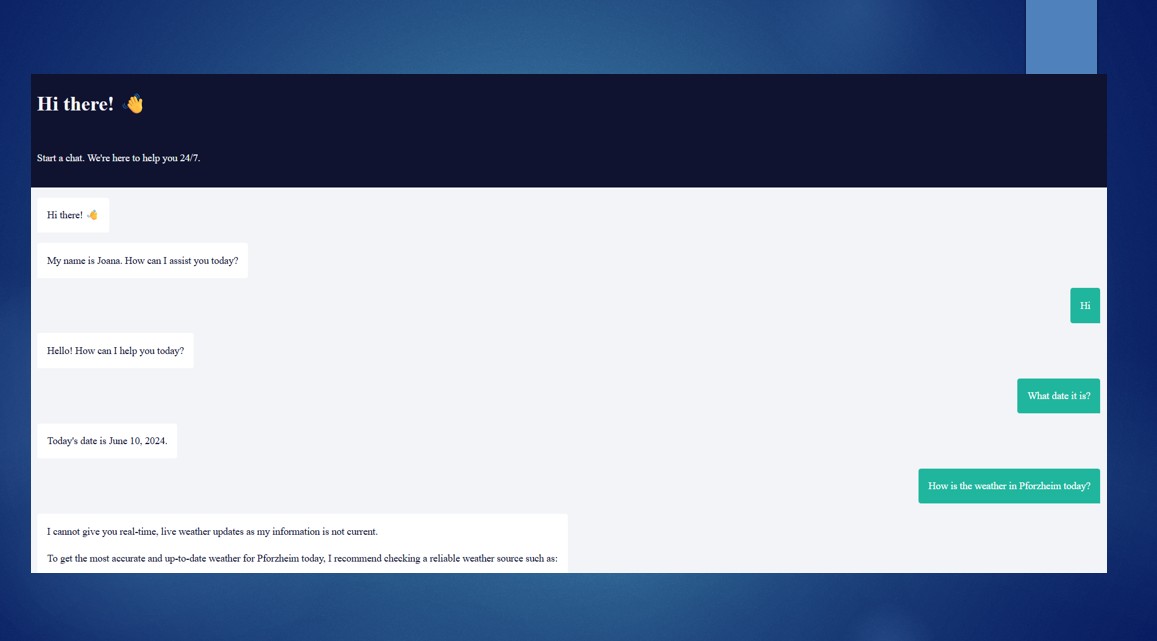 Hi there! 👋
Start a chat. We're here to help you 24/7.
Hi there! 👋
My name is Joana. How can I assist you today?
Hi
Hello! How can I help you today?
What date it is?
Today's date is June 10, 2024.
How is the weather in Pforzheim today?
I cannot give you real-time, live weather updates as my information is not current.
To get the most accurate and up-to-date weather for Pforzheim today, I recommend checking a reliable weather source such as: